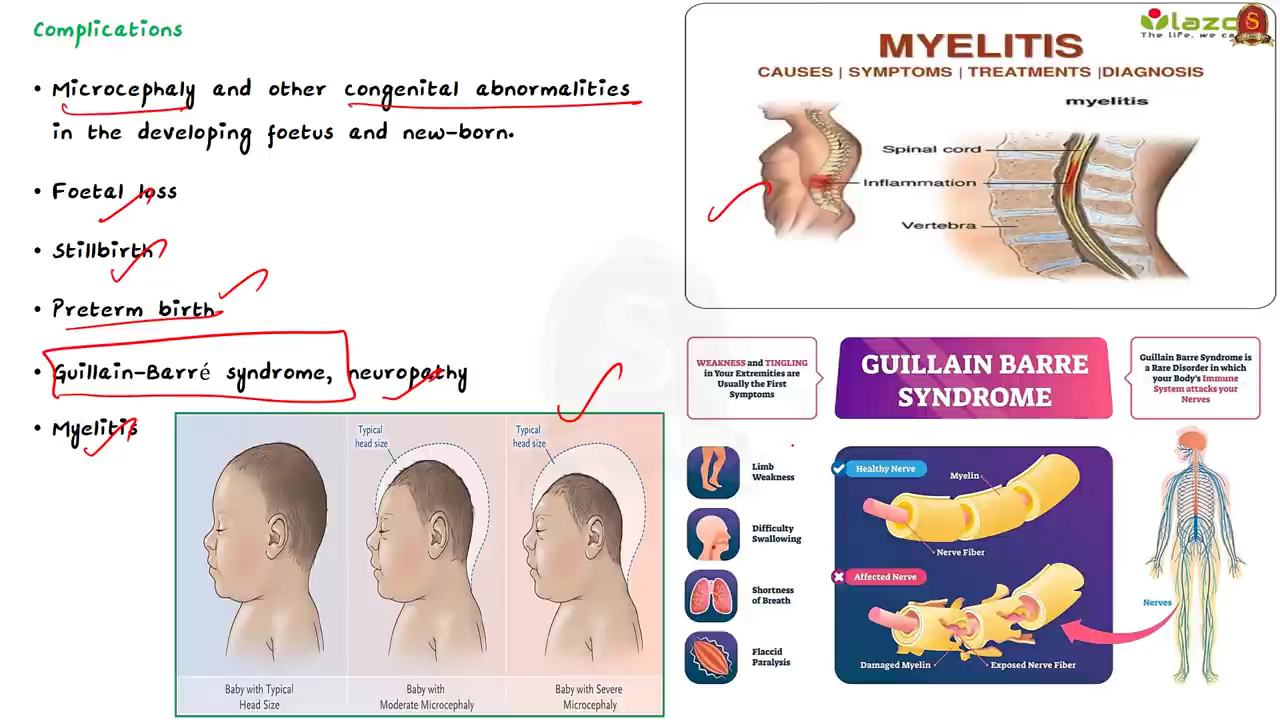 Complications
• Microcephaly and other congenital abnormalities
in the developing foetus and new-born.
• Foetal loss
• Stillbirth
• Preterm birth
• Guillain-Barré syndrome, neuropathy
• Myelitis
Typical
head size
Typical
head size
Baby with Typical
Head Size
Baby with
Moderate Microcephaly
Baby with Severe
Microcephaly
MYELITIS
CAUSES | SYMPTOMS | TREATMENTS |DIAGNOSIS
myelitis
Spinal cord
Inflammation
Vertebra
WEAKNESS and TINGLING
in Your Extremities are
Usually the First
Symptoms
GUILLAIN BARRE
SYNDROME
Guillain Barre Syndrome is
a Rare Disorder in which
your Body's Immune
System attacks your
Nerves
Limb
Weakness
Difficulty
Swallowing
Shortness
of Breath
Flaccid
Paralysis
Healthy Nerve
Myelin
Nerve Fiber
Affected Nerve
Damaged Myelin
Exposed Nerve Fiber
Nerves